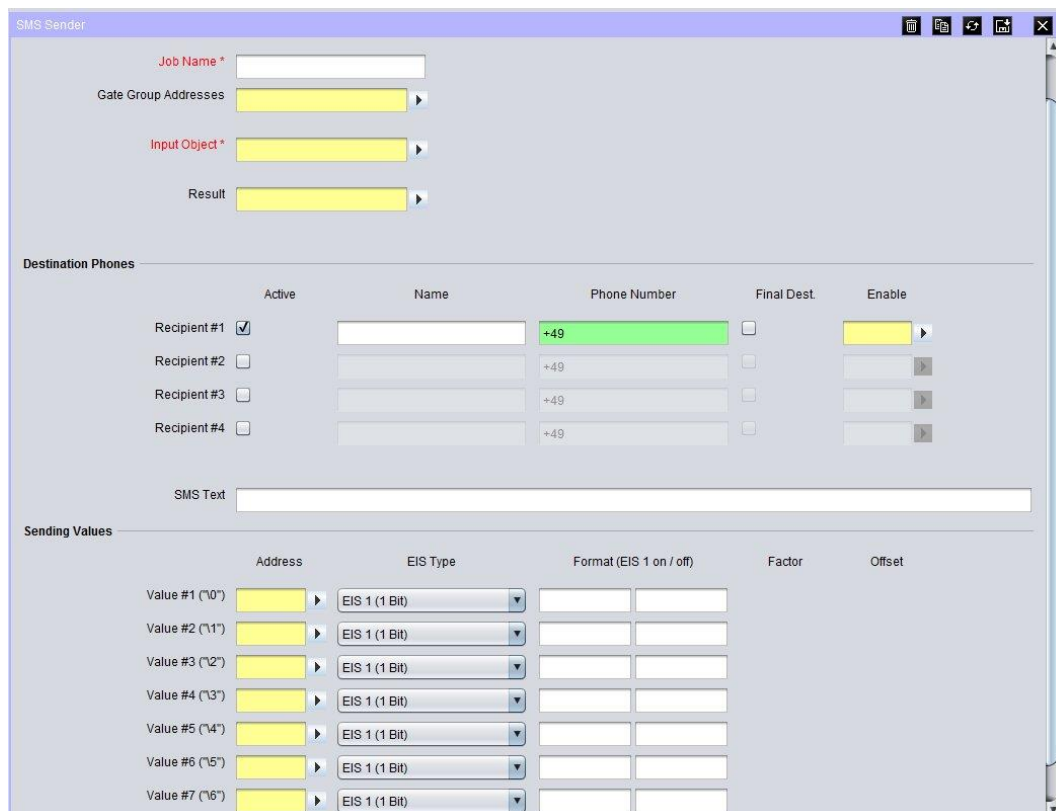 SMS Sender
Job Name *
Gate Group Addresses
Input Object *
Result
Destination Phones
Active Name Phone Number Final Dest. Enable
Recipient #1 +49
Recipient #2 +49
Recipient #3 +49
Recipient #4 +49
SMS Text
Sending Values
Address EIS Type Format (EIS 1 on / off) Factor Offset
Value #1 ("\0") EIS 1 (1 Bit)
Value #2 ("\1") EIS 1 (1 Bit)
Value #3 ("\2") EIS 1 (1 Bit)
Value #4 ("\3") EIS 1 (1 Bit)
Value #5 ("\4") EIS 1 (1 Bit)
Value #6 ("\5") EIS 1 (1 Bit)
Value #7 ("\6") EIS 1 (1 Bit)